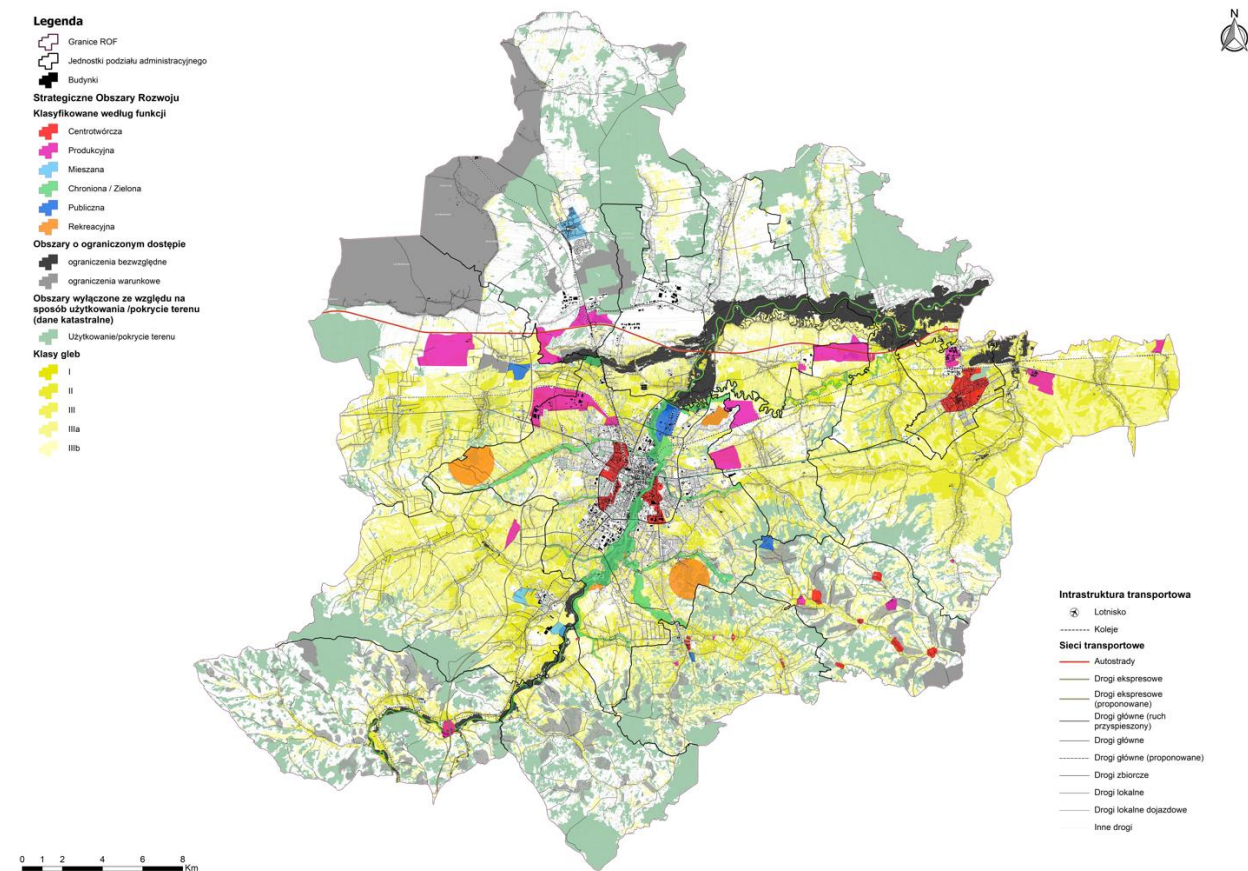 Legenda
Granice ROF
Jednostki podziału administracyjnego
Budynki
Strategiczne Obszary Rozwoju
Klasyfikowane według funkcji
Centrotwórcza
Produkcyjna
Mieszana
Chroniona / Zielona
Publiczna
Rekreacyjna
Obszary o ograniczonym dostępie
ograniczenia bezwzględne
ograniczenia warunkowe
Obszary wyłączone ze względu na
sposób użytkowania /pokrycie terenu
(dane katastralne)
Użytkowanie/pokrycie terenu
Klasy gleb
I
II
III
IIIa
IIIb
0 1 2 4 6 8
Km
N
Intrastruktura transportowa
Lotnisko
Koleje
Sieci transportowe
Autostrady
Drogi ekspresowe
Drogi ekspresowe
(proponowane)
Drogi główne (ruch
przyspieszony)
Drogi główne
Drogi główne (proponowane)
Drogi zbiorcze
Drogi lokalne
Drogi lokalne dojazdowe
Inne drogi